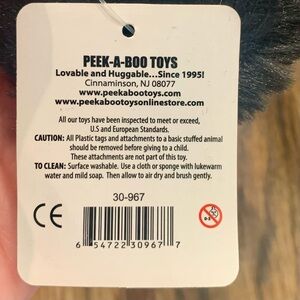 PEEK-A-BOO TOYS
Lovable and Huggable...Since 1995!
Cinnaminson, NJ 08077
www.peekabootoys.com
www.peekabootoysonlinestore.com
All our toys have been inspected to meet or exceed,
U.S and European Standards.
CAUTION: All Plastic tags and attachments to a basic stuffed animal
should be removed before giving to a child.
These attachments are not part of this toy.
TO CLEAN: Surface washable. Use a cloth or sponge with lukewarm
water and mild soap. Then allow to air dry and brush gently.
30-967
CE
0-3
6 54722 30967 7